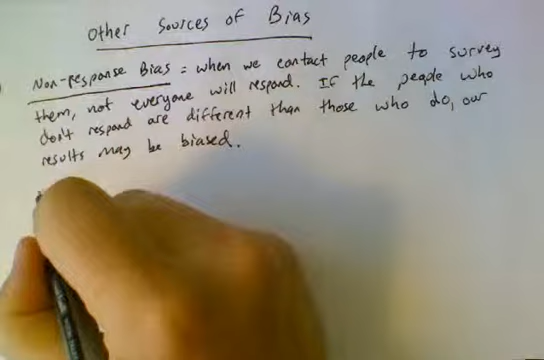 Other Sources of Bias
Non-response Bias = when we contact people to survey
them, not everyone will respond. If the people who
don't respond are different than those who do, our
results may be biased.